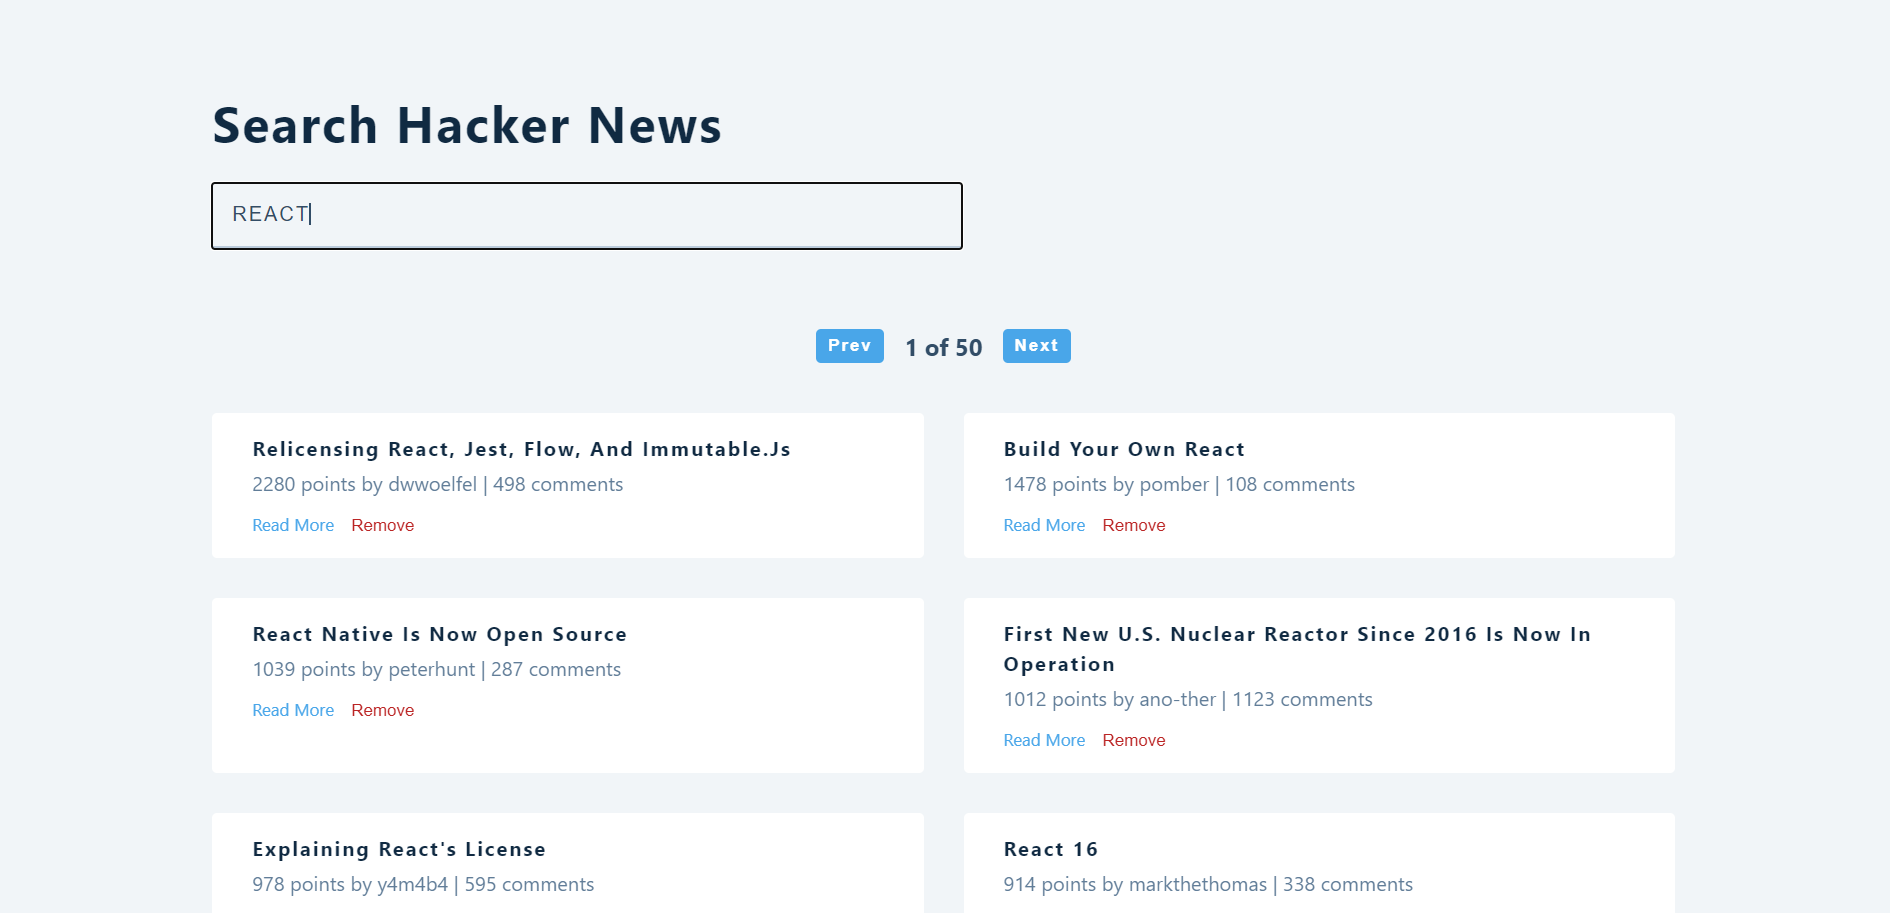 Search Hacker News
REACT
Prev 1 of 50 Next
Relicensing React, Jest, Flow, And Immutable.Js
2280 points by dwwoelfel | 498 comments
Read More Remove
Build Your Own React
1478 points by pomber | 108 comments
Read More Remove
React Native Is Now Open Source
1039 points by peterhunt | 287 comments
Read More Remove
First New U.S. Nuclear Reactor Since 2016 Is Now In
Operation
1012 points by ano-ther | 1123 comments
Read More Remove
Explaining React's License
978 points by y4m4b4 | 595 comments
React 16
914 points by markthethomas | 338 comments